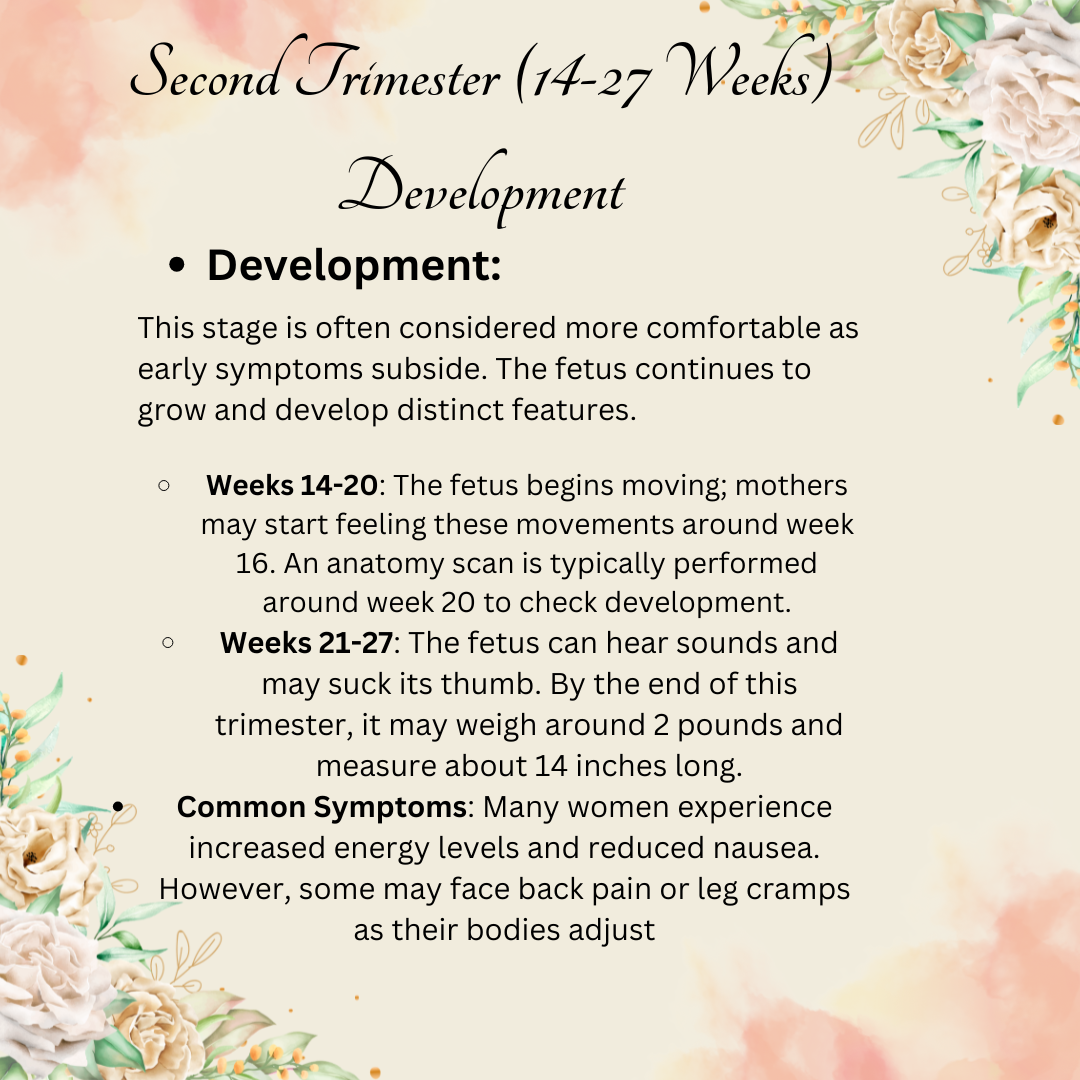 Second Trimester (14-27 Weeks)
Development
• Development:
This stage is often considered more comfortable as
early symptoms subside. The fetus continues to
grow and develop distinct features.
○ Weeks 14-20: The fetus begins moving; mothers
may start feeling these movements around week
16. An anatomy scan is typically performed
around week 20 to check development.
○ Weeks 21-27: The fetus can hear sounds and
may suck its thumb. By the end of this
trimester, it may weigh around 2 pounds and
measure about 14 inches long.
• Common Symptoms: Many women experience
increased energy levels and reduced nausea.
However, some may face back pain or leg cramps
as their bodies adjust